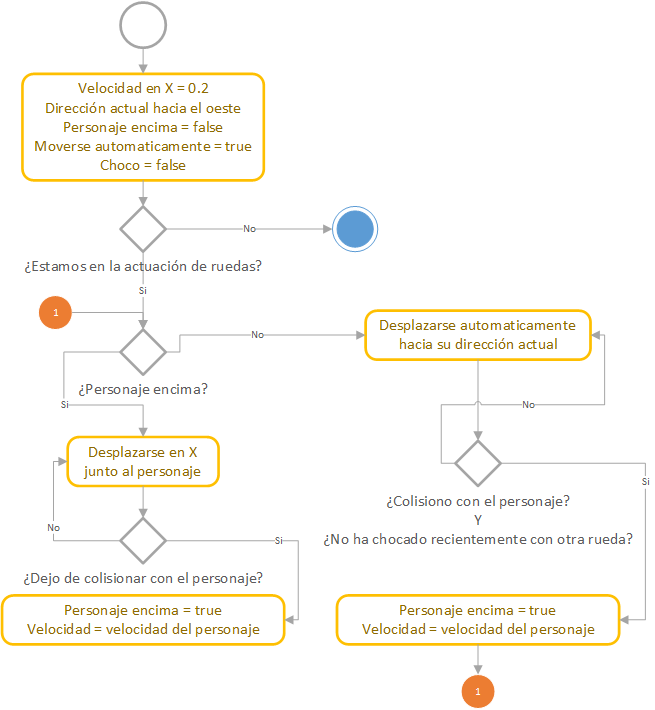 Velocidad en X = 0.2
Dirección actual hacia el oeste
Personaje encima = false
Moverse automaticamente = true
Choco = false
No
¿Estamos en la actuación de ruedas?
Si
1
Desplazarse automaticamente
hacia su dirección actual
No
¿Personaje encima?
Si
No
Desplazarse en X
junto al personaje
¿Colisiono con el personaje?
Y
¿No ha chocado recientemente con otra rueda?
Si
No
Si
¿Dejo de colisionar con el personaje?
Personaje encima = true
Velocidad = velocidad del personaje
Personaje encima = true
Velocidad = velocidad del personaje
1